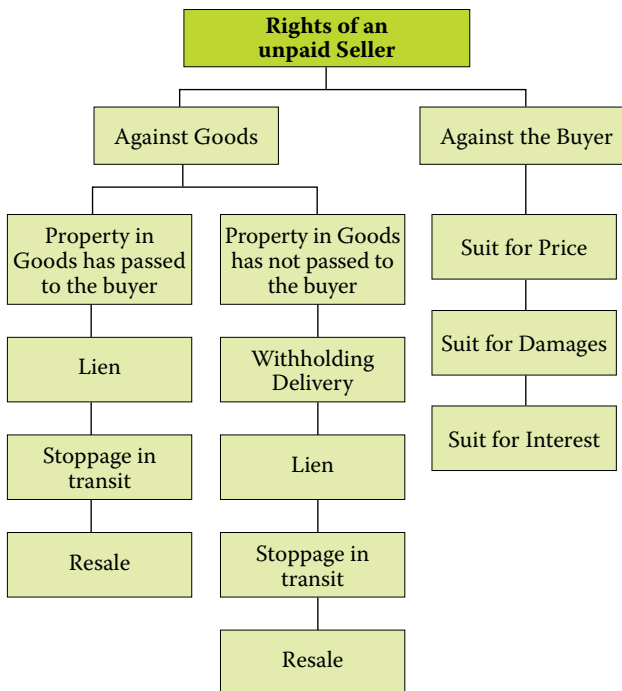 Rights of an
unpaid Seller
Against Goods
Against the Buyer
Property in
Goods has passed
to the buyer
Property in Goods
has not passed to
the buyer
Suit for Price
Lien
Withholding
Delivery
Suit for Damages
Stoppage in
transit
Lien
Suit for Interest
Resale
Stoppage in
transit
Resale